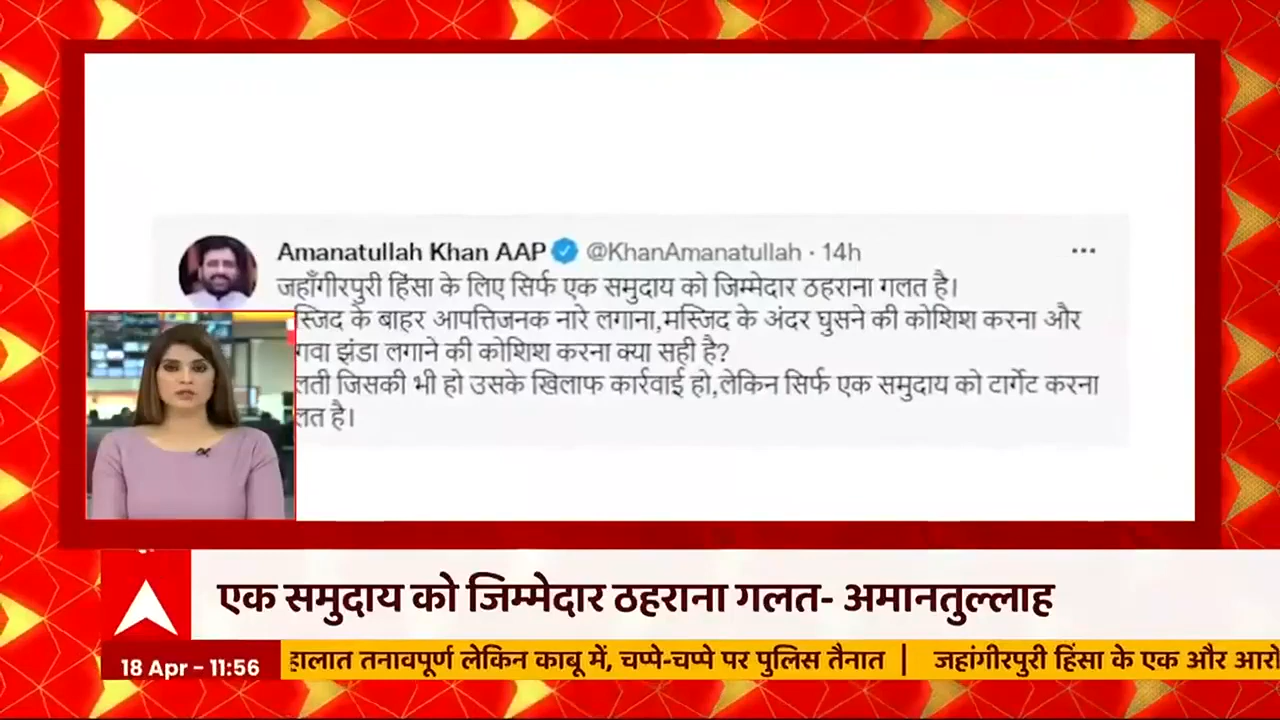 Amanatullah Khan AAP @KhanAmanatullah · 14h ...
जहाँगीरपुरी हिंसा के लिए सिर्फ एक समुदाय को जिम्मेदार ठहराना गलत है।
स्जिद के बाहर आपत्तिजनक नारे लगाना,मस्जिद के अंदर घुसने की कोशिश करना और
गवा झंडा लगाने की कोशिश करना क्या सही है?
लती जिसकी भी हो उसके खिलाफ कार्रवाई हो,लेकिन सिर्फ एक समुदाय को टार्गेट करना
लत है।
एक समुदाय को जिम्मेदार ठहराना गलत- अमानतुल्लाह
18 Apr - 11:56 हालात तनावपूर्ण लेकिन काबू में, चप्पे-चप्पे पर पुलिस तैनात | जहांगीरपुरी हिंसा के एक और आरो